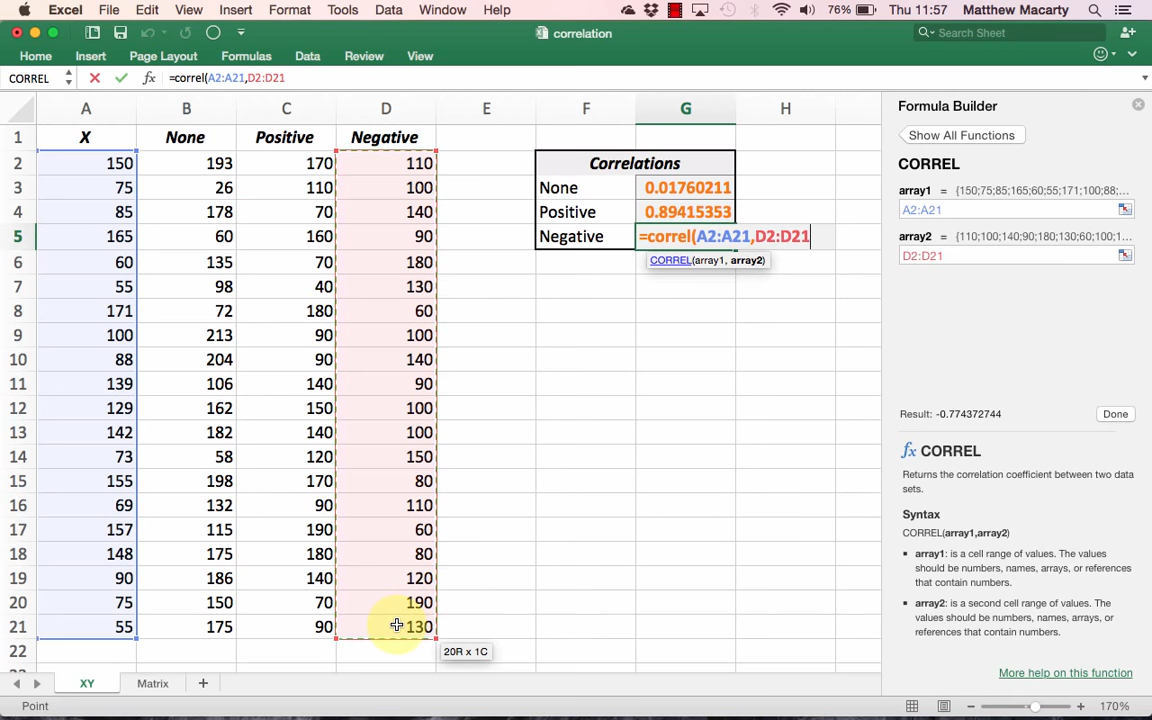 Excel File Edit View Insert Format Tools Data Window Help 76% Thu 11:57 Matthew Macarty
correlation Search Sheet
Home Insert Page Layout Formulas Data Review View
CORREL fx =correl(A2:A21,D2:D21
A B C D E F G H
1 X None Positive Negative
2 150 193 170 110 Correlations
3 75 26 110 100 None 0.01760211
4 85 178 70 140 Positive 0.89415353
5 165 60 160 90 Negative =correl(A2:A21,D2:D21
CORREL(array1, array2)
6 60 135 70 180
7 55 98 40 130
8 171 72 180 60
9 100 213 90 100
10 88 204 90 140
11 139 106 140 90
12 129 162 150 100
13 142 182 140 100
14 73 58 120 150
15 155 198 170 80
16 69 132 90 110
17 157 115 190 60
18 148 175 180 80
19 90 186 140 120
20 75 150 70 190
21 55 175 90 130
22 20R x 1C
XY Matrix
Point 170%
Formula Builder
Show All Functions
CORREL
array1 = {150;75;85;165;60;55;171;100;88;...
A2:A21
array2 = {110;100;140;90;180;130;60;100;1...
D2:D21
Result: -0.774372744 Done
fx CORREL
Returns the correlation coefficient between two data
sets.
Syntax
CORREL(array1,array2)
array1: is a cell range of values. The values
should be numbers, names, arrays, or references
that contain numbers.
array2: is a second cell range of values. The
values should be numbers, names, arrays, or
references that contain numbers.
More help on this function